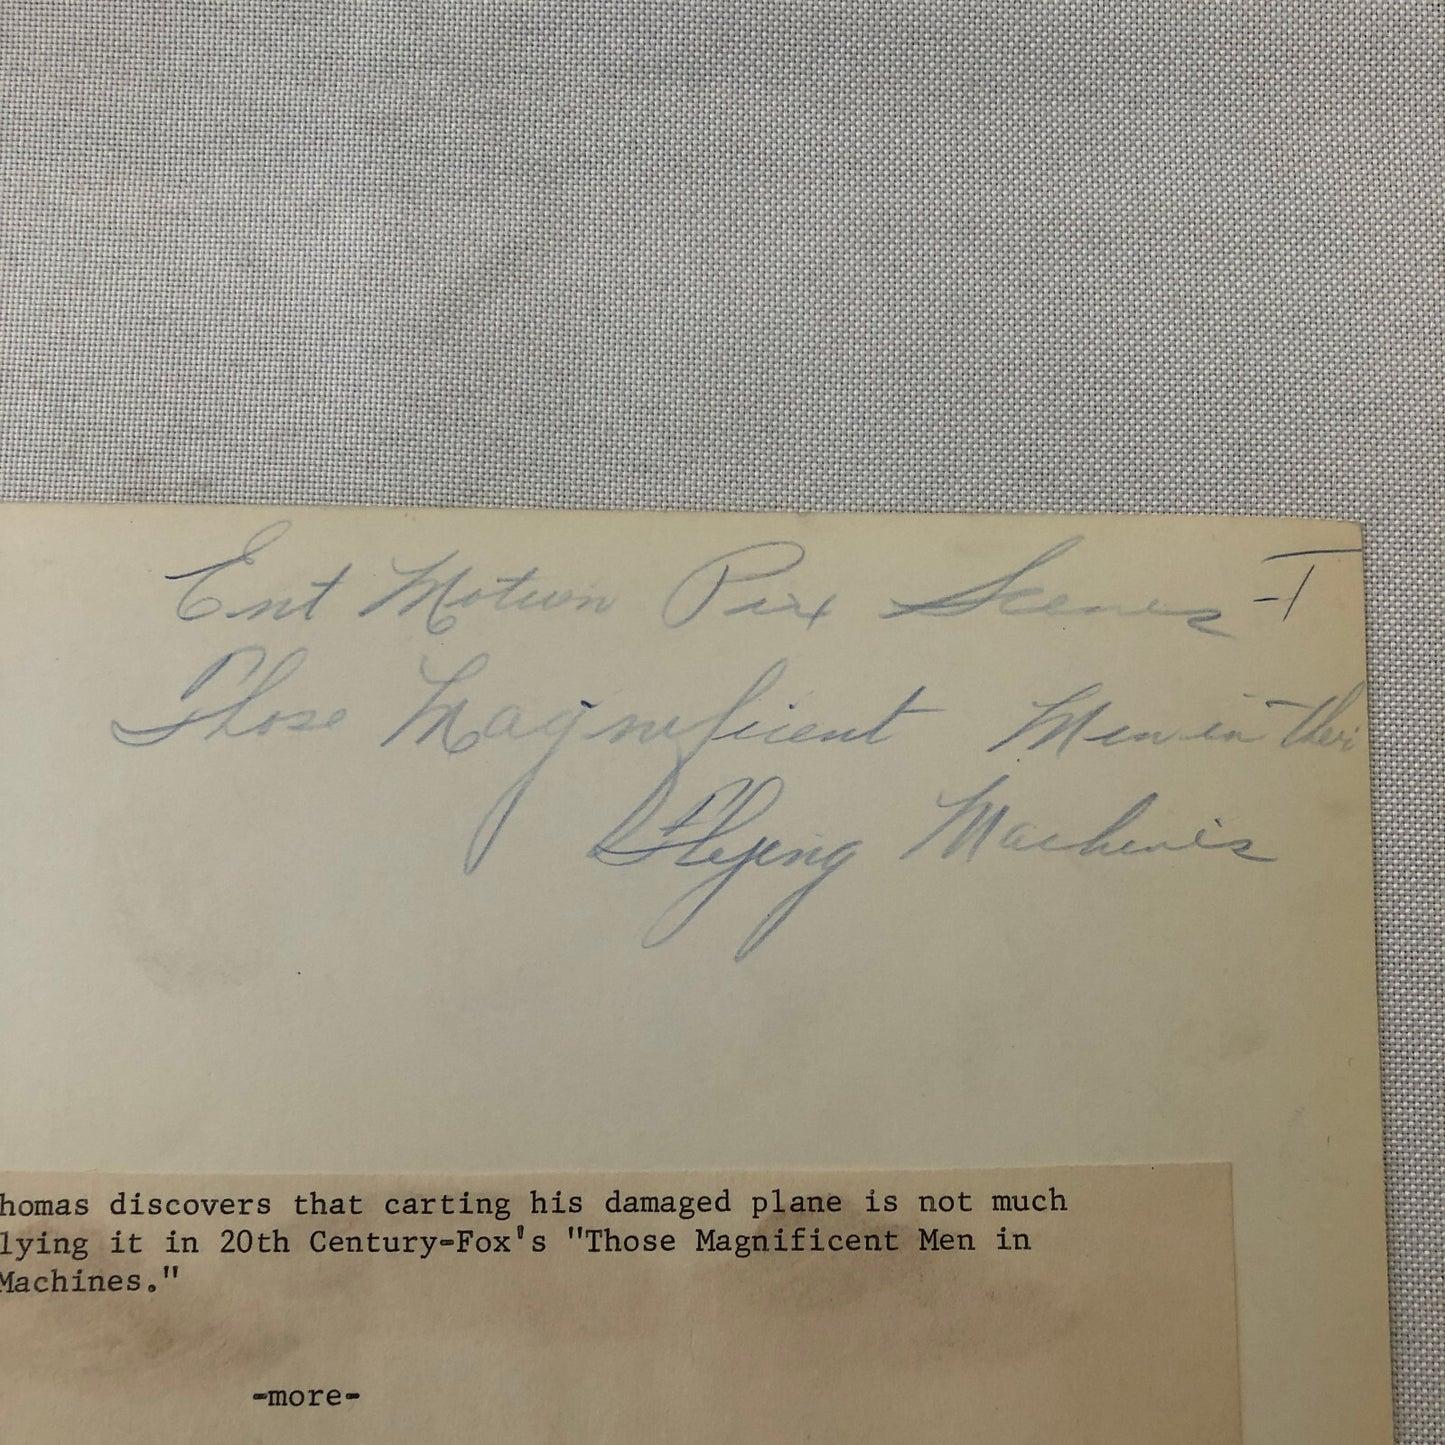 Ent Motion Pix Scenes -T
Those Magnificent Men in their
Flying Machines
homas discovers that carting his damaged plane is not much
lying it in 20th Century-Fox's "Those Magnificent Men in
Machines."
-more-